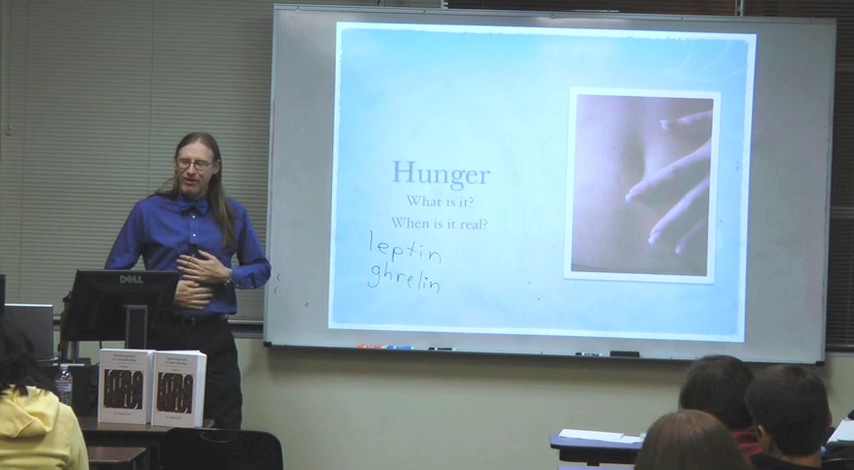 Hunger
What is it?
When is it real?
leptin
ghrelin
DELL